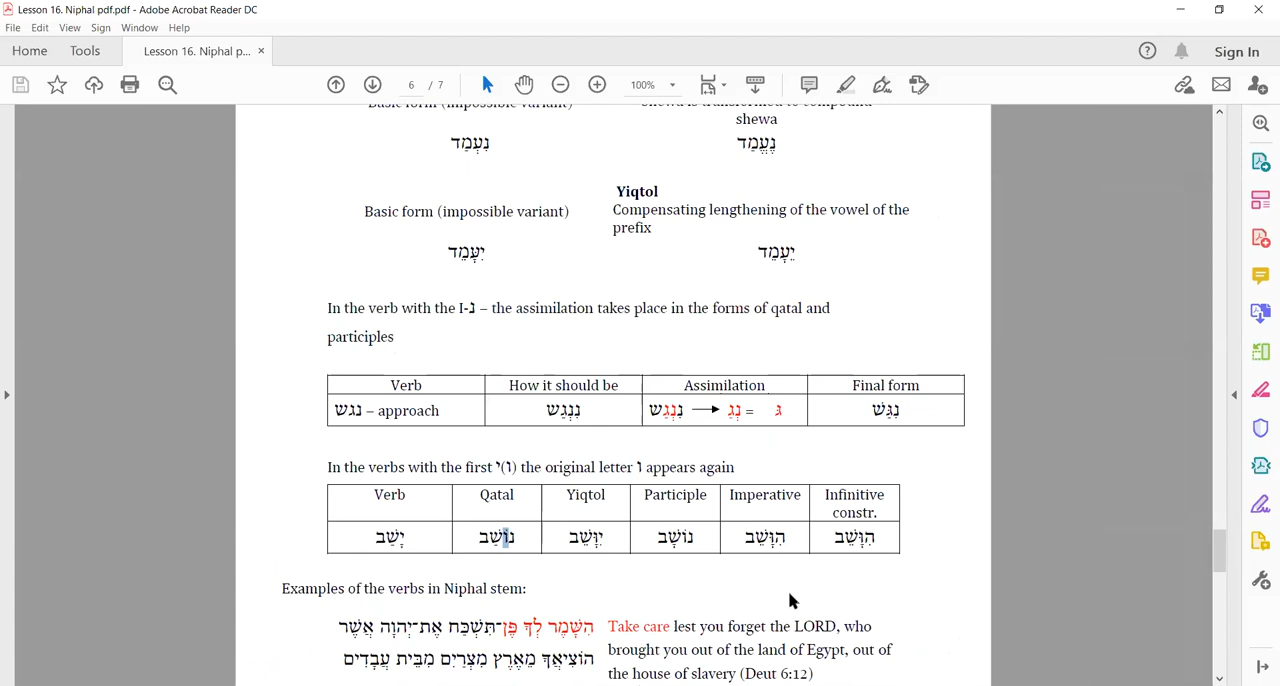 Lesson 16. Niphal pdf.pdf - Adobe Acrobat Reader DC
File Edit View Sign Window Help
Home Tools Lesson 16. Niphal p... × Sign In
6 / 7 100%
Basic form (impossible variant) Shewa is transformed to compound
shewa
נִעְמַד נֶעֱמַד
Yiqtol
Basic form (impossible variant) Compensating lengthening of the vowel of the
prefix
יִעָּמֵד יֵעָמֵד
In the verb with the I-נ – the assimilation takes place in the forms of qatal and
participles
Verb How it should be Assimilation Final form
נגש – approach נִנְגַשׁ נִנְגַשׁ → נְגַ = גּ נִגַּשׁ
In the verbs with the first י(ו) the original letter ו appears again
Verb Qatal Yiqtol Participle Imperative Infinitive
constr.
יָשַׁב נוֹשַׁב יִוָּשֵׁב נוֹשָׁב הִוָּשֵׁב הִוָּשֵׁב
Examples of the verbs in Niphal stem:
הִשָּׁמֶר לְךָ פֶּן־תִּשְׁכַּח אֶת־יְהוָה אֲשֶׁר Take care lest you forget the LORD, who
הוֹצִיאֲךָ מֵאֶרֶץ מִצְרַיִם מִבֵּית עֲבָדִים brought you out of the land of Egypt, out of
the house of slavery (Deut 6:12)